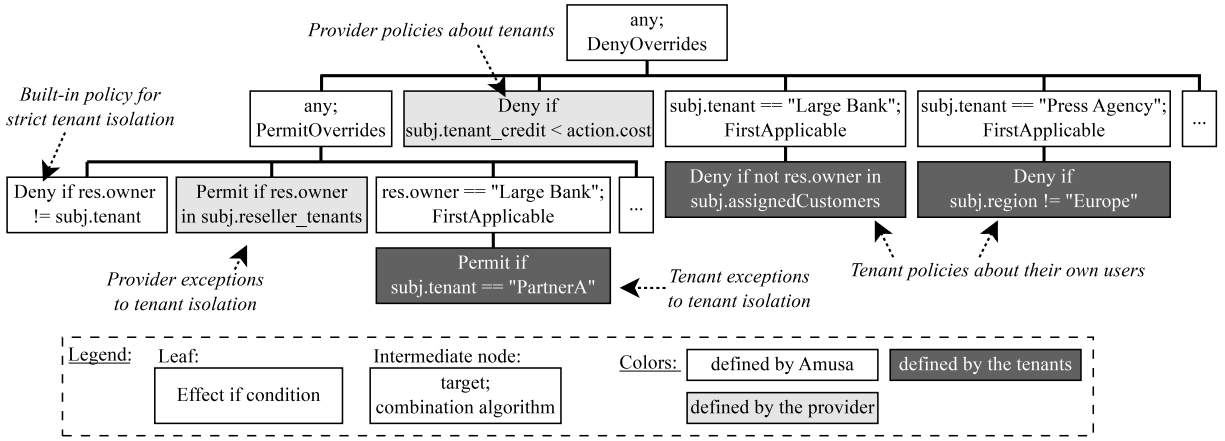 any;
DenyOverrides
Provider policies about tenants
Built-in policy for
strict tenant isolation
any;
PermitOverrides
Deny if
subj.tenant_credit < action.cost
subj.tenant == "Large Bank";
FirstApplicable
subj.tenant == "Press Agency";
FirstApplicable
...
Deny if res.owner
!= subj.tenant
Permit if res.owner
in subj.reseller_tenants
res.owner == "Large Bank";
FirstApplicable
...
Deny if not res.owner in
subj.assignedCustomers
Deny if
subj.region != "Europe"
Permit if
subj.tenant == "PartnerA"
Provider exceptions
to tenant isolation
Tenant exceptions
to tenant isolation
Tenant policies about their own users
Legend:
Leaf:
Effect if condition
Intermediate node:
target;
combination algorithm
Colors:
defined by Amusa
defined by the tenants
defined by the provider